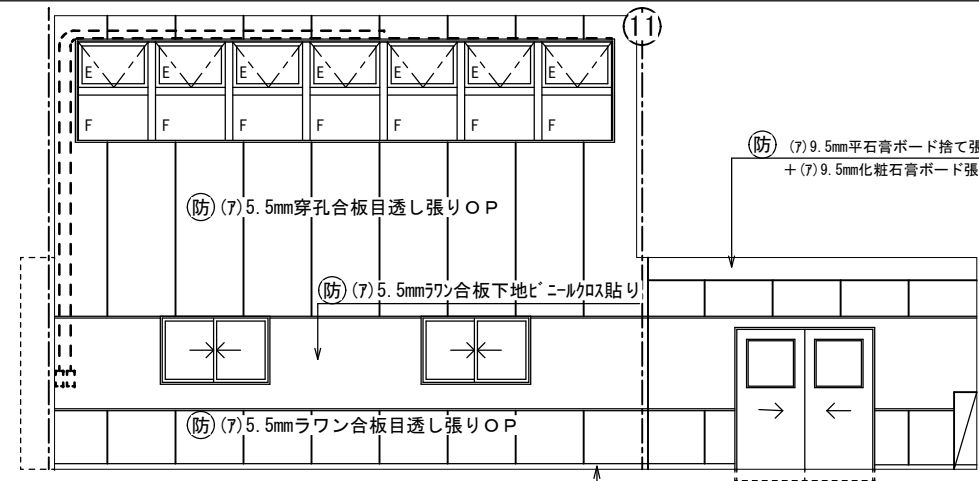 11
E E E E E E E
F F F F F F F
防 (ｱ)9.5mm平石膏ボード捨て張
＋(ｱ)9.5mm化粧石膏ボード張
防 (ｱ)5.5mm穿孔合板目透し張りＯＰ
防 (ｱ)5.5mmﾗﾜﾝ合板下地ﾋﾞﾆｰﾙｸﾛｽ貼り
防 (ｱ)5.5mmラワン合板目透し張りＯＰ